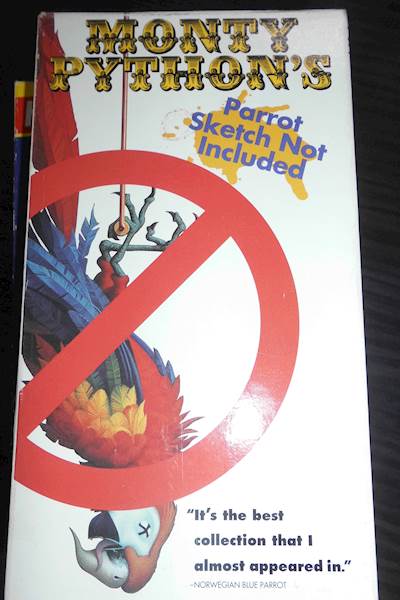 MONTY
PYTHON'S
Parrot
Sketch Not
Included
"It's the best
collection that I
almost appeared in."
–NORWEGIAN BLUE PARROT